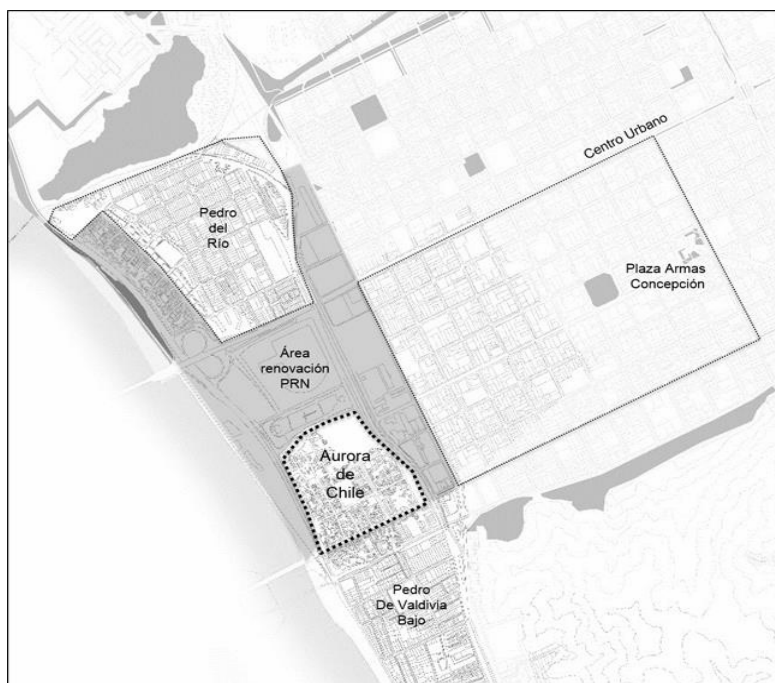 Centro Urbano
Pedro
del
Río
Plaza Armas
Concepción
Área
renovación
PRN
Aurora
de
Chile
Pedro
De Valdivia
Bajo